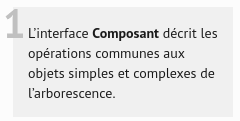 1
L'interface Composant décrit les
opérations communes aux
objets simples et complexes de
l'arborescence.